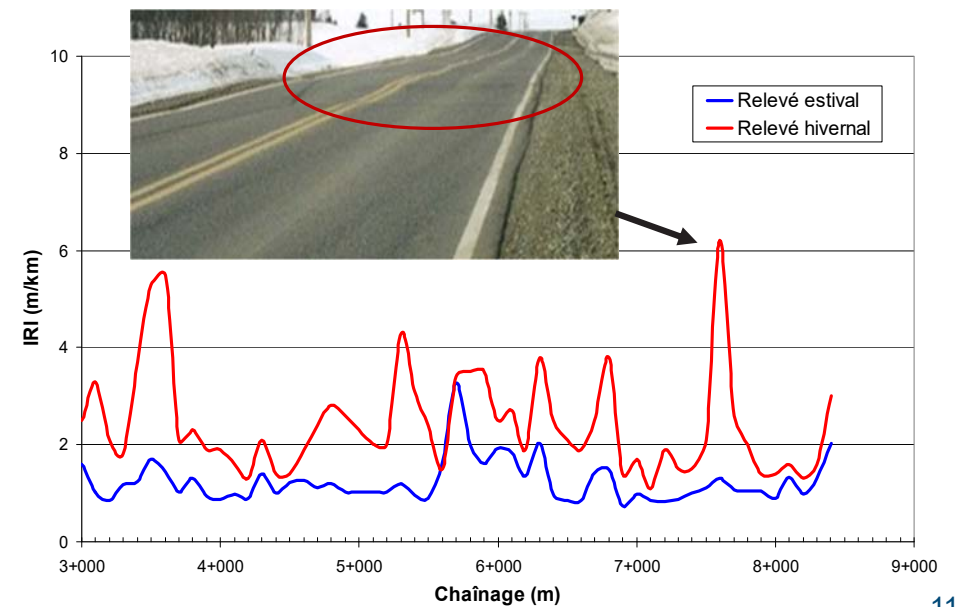 10
8
6
4
2
0
IRI (m/km)
Relevé estival
Relevé hivernal
3+000 4+000 5+000 6+000 7+000 8+000 9+000
Chaînage (m)
11